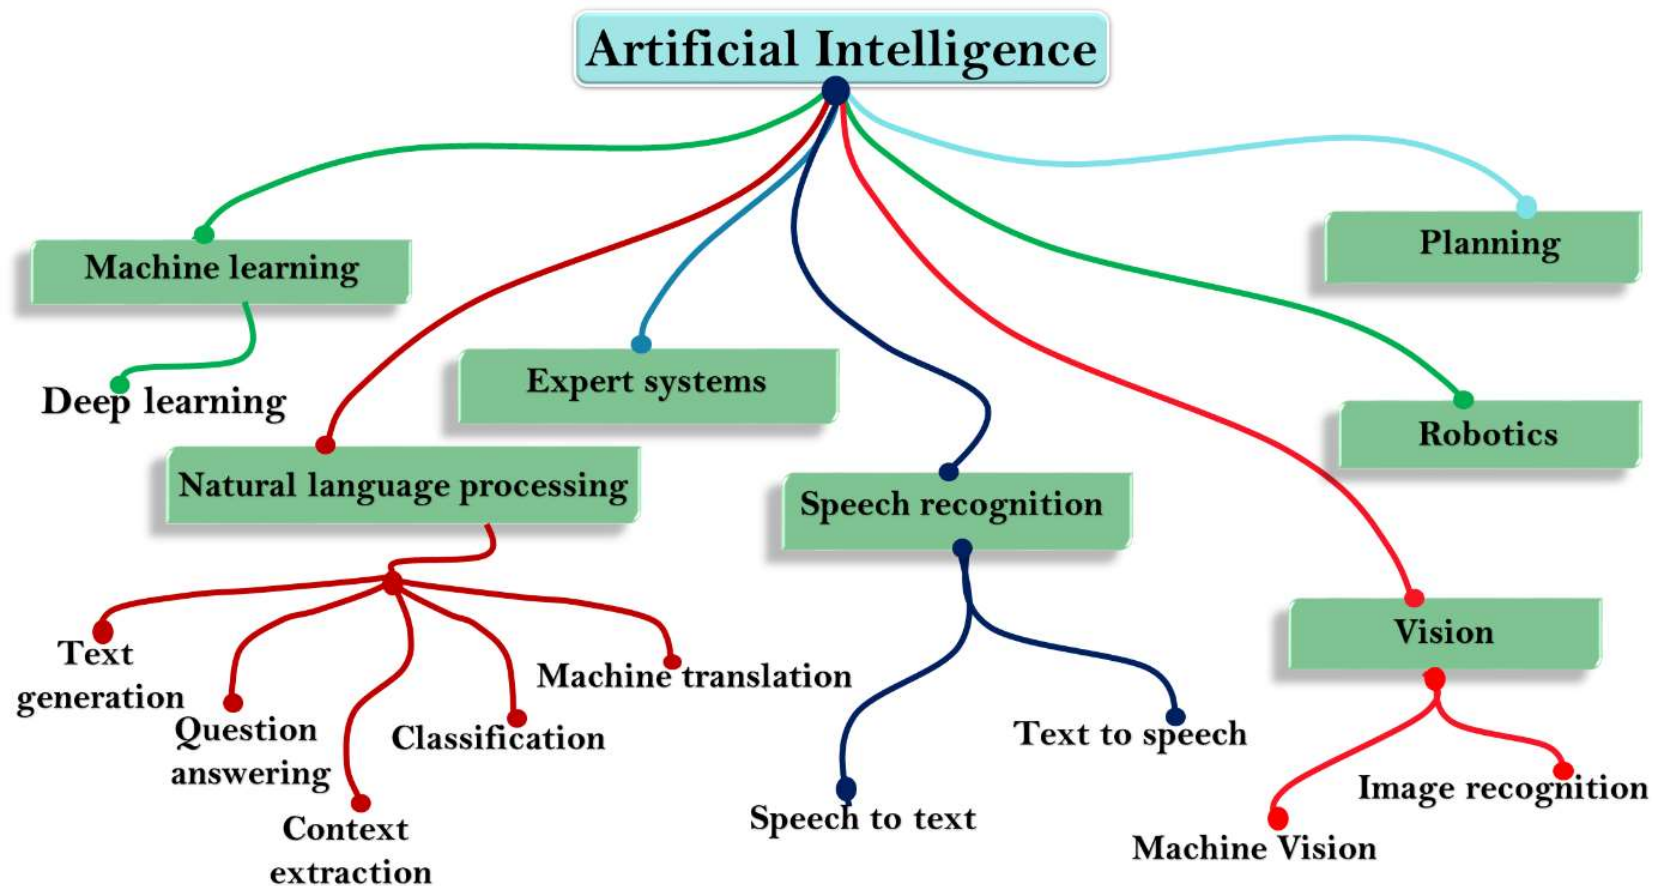 Artificial Intelligence
Machine learning
Planning
Deep learning
Expert systems
Robotics
Natural language processing
Speech recognition
Vision
Text
generation
Question
answering
Context
extraction
Classification
Machine translation
Speech to text
Text to speech
Machine Vision
Image recognition